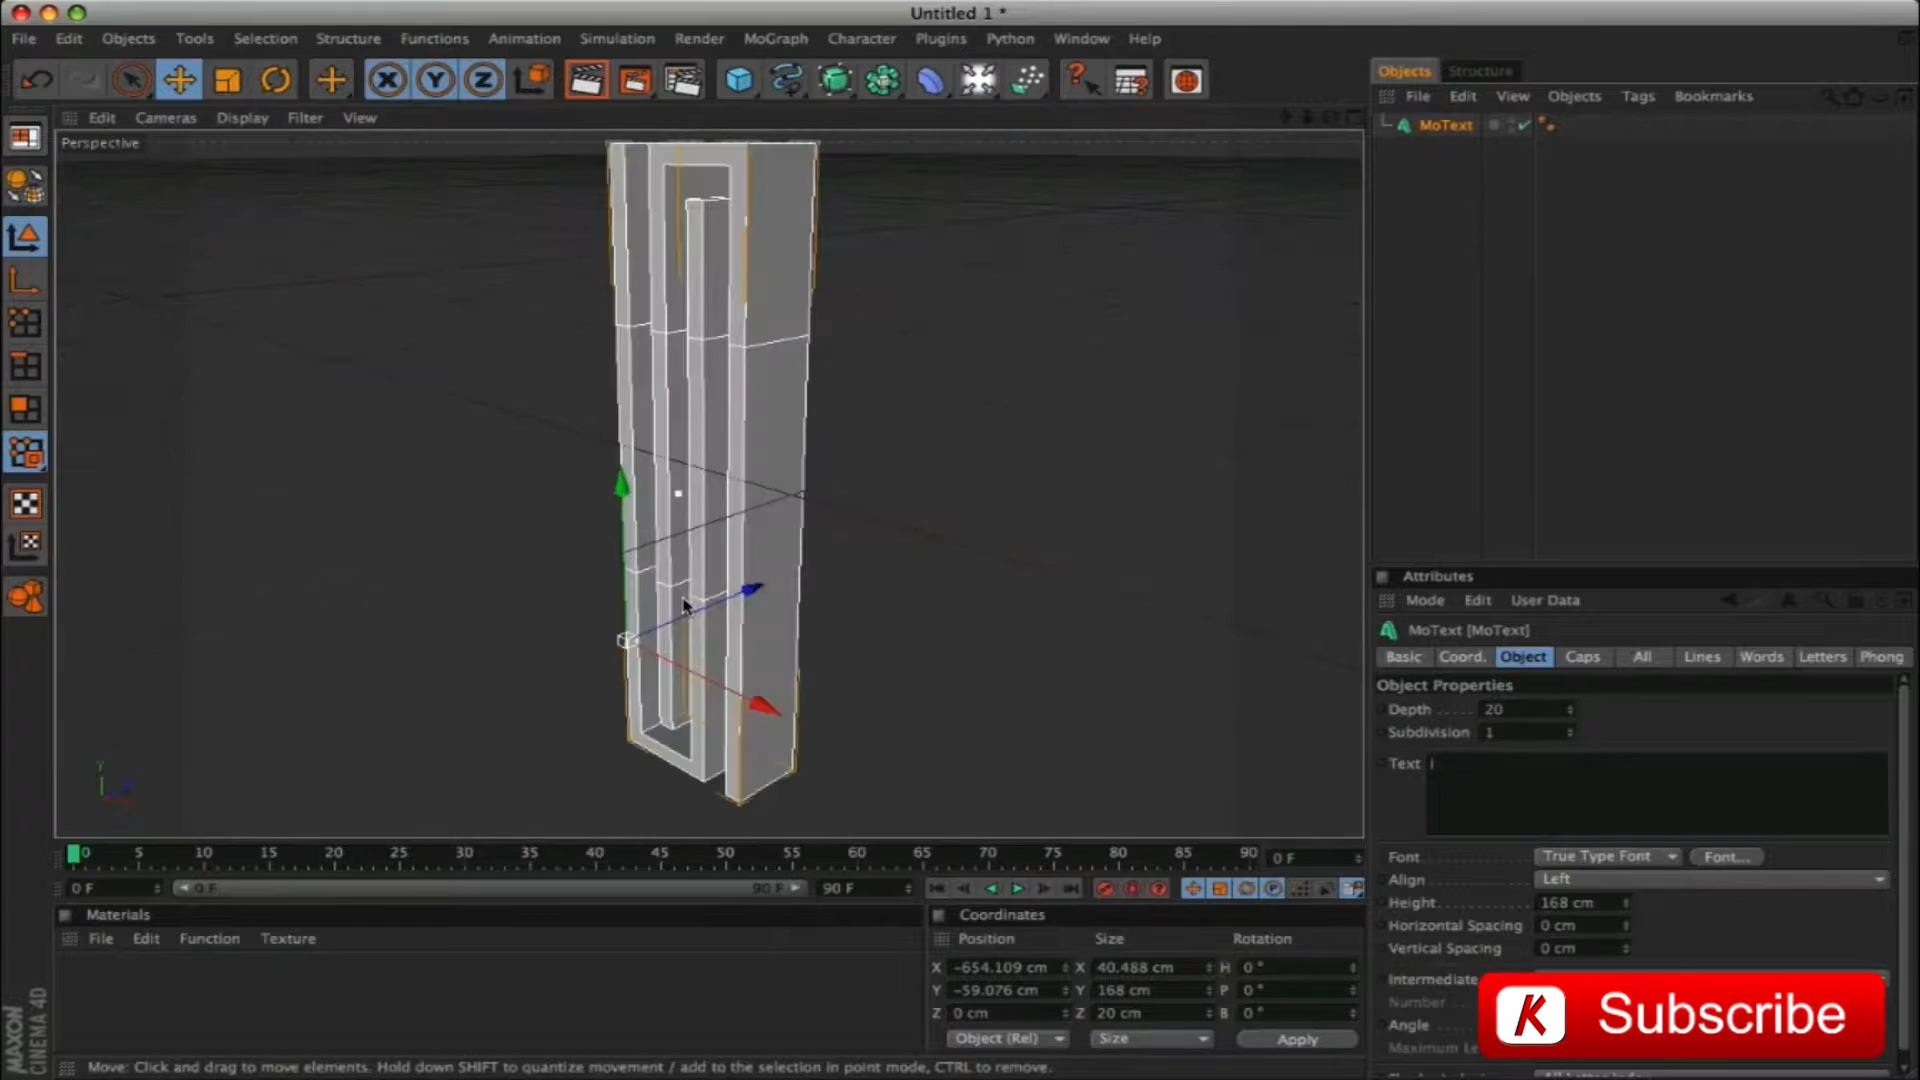 Untitled 1 *
File Edit Objects Tools Selection Structure Functions Animation Simulation Render MoGraph Character Plugins Python Window Help
X Y Z
Objects Structure
File Edit View Objects Tags Bookmarks
Edit Cameras Display Filter View
MoText
Perspective
Attributes
Mode Edit User Data
MoText [MoText]
Basic Coord. Object Caps All Lines Words Letters Phong
Object Properties
Depth 20
Subdivision 1
Text
Y
0 5 10 15 20 25 30 35 40 45 50 55 60 65 70 75 80 85 90 0 F
Font True Type Font Font...
Align Left
0 F 0 F 90 F 90 F
Height 168 cm
Materials
Coordinates
Horizontal Spacing 0 cm
File Edit Function Texture
Position Size Rotation
Vertical Spacing 0 cm
X -654.109 cm X 40.488 cm H 0 °
Intermediate
Y -59.076 cm Y 168 cm P 0 °
Number
Z 0 cm Z 20 cm B 0 °
Angle
Object (Rel) Size Apply
K Subscribe
MAXON
CINEMA 4D
Move: Click and drag to move elements. Hold down SHIFT to quantize movement / add to the selection in point mode, CTRL to remove.